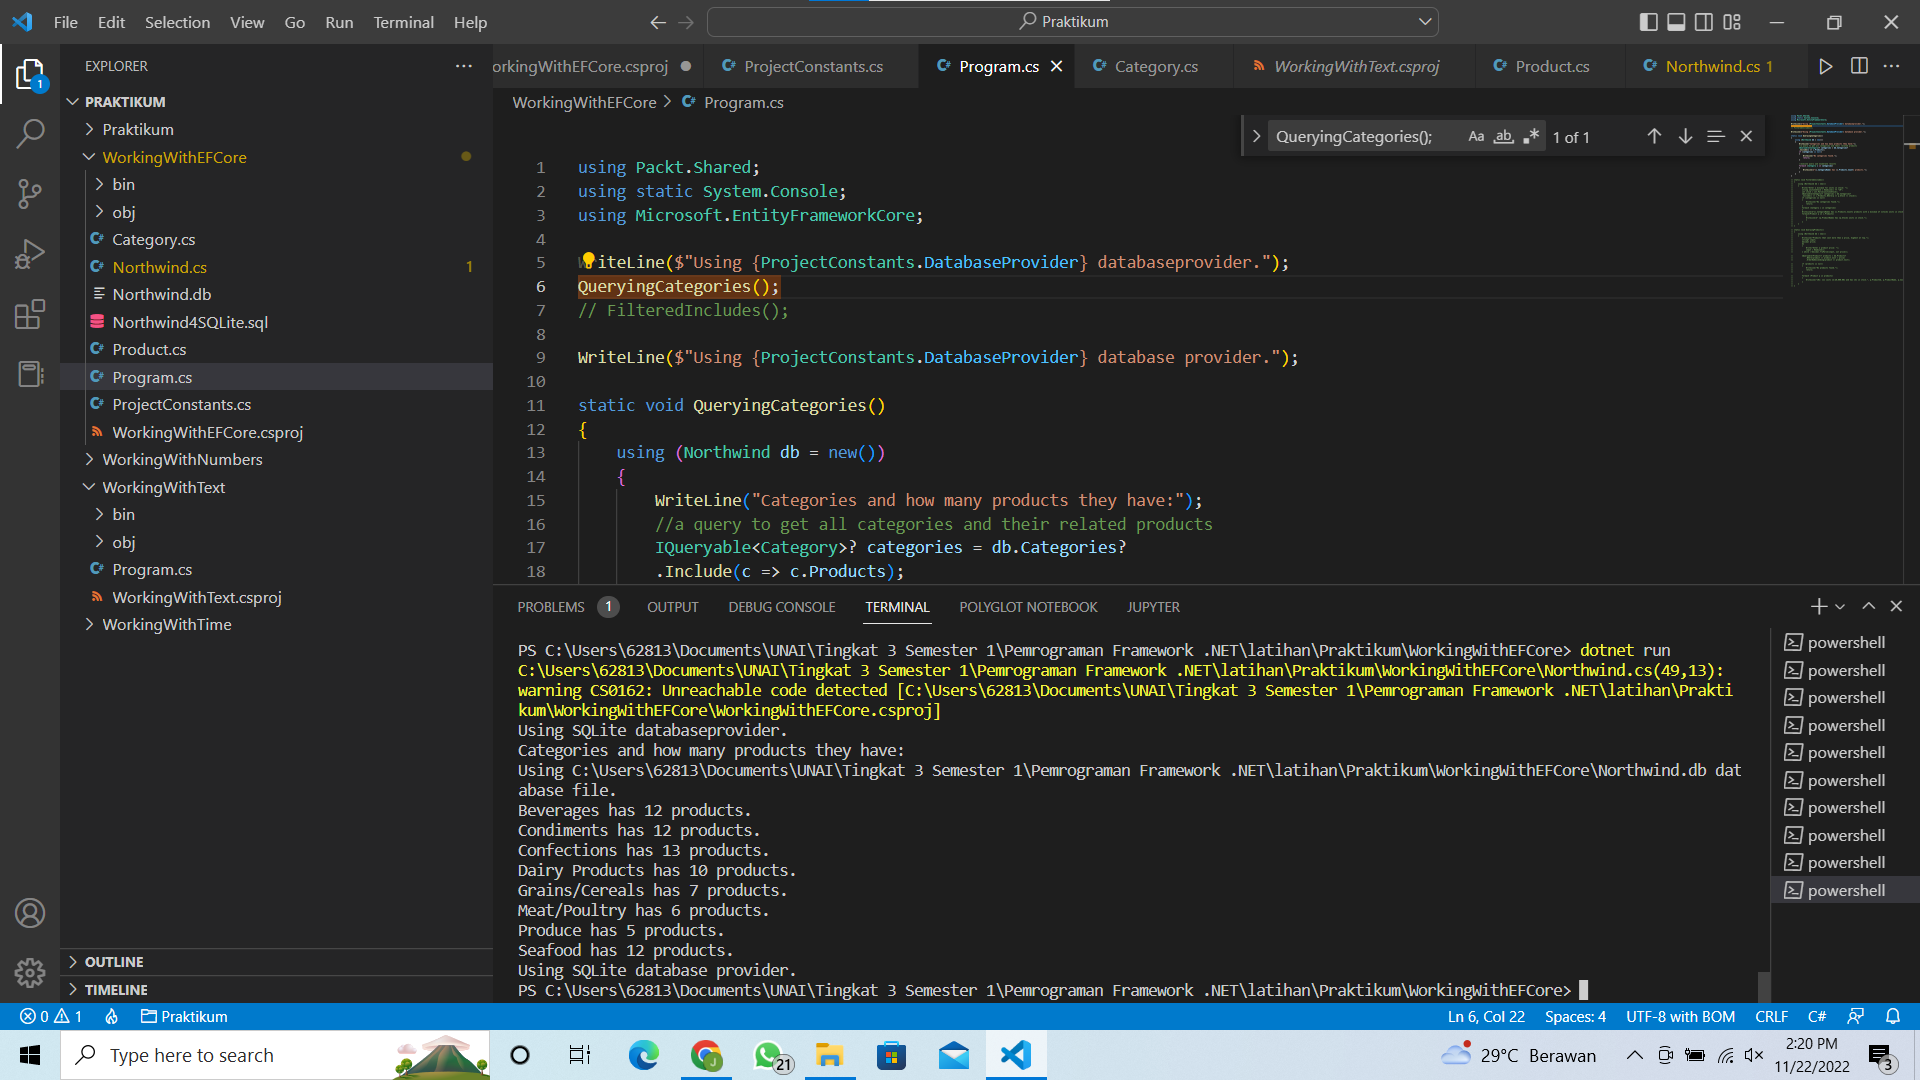 File Edit Selection View Go Run Terminal Help
Praktikum
EXPLORER
PRAKTIKUM
Praktikum
WorkingWithEFCore
bin
obj
Category.cs
Northwind.cs 1
Northwind.db
Northwind4SQLite.sql
Product.cs
Program.cs
ProjectConstants.cs
WorkingWithEFCore.csproj
WorkingWithNumbers
WorkingWithText
bin
obj
Program.cs
WorkingWithText.csproj
WorkingWithTime
OUTLINE
TIMELINE
1
orkingWithEFCore.csproj ProjectConstants.cs Program.cs Category.cs WorkingWithText.csproj Product.cs Northwind.cs 1
WorkingWithEFCore > Program.cs
QueryingCategories(); Aa ab 1 of 1
1 using Packt.Shared;
2 using static System.Console;
3 using Microsoft.EntityFrameworkCore;
4
5 WriteLine($"Using {ProjectConstants.DatabaseProvider} databaseprovider.");
6 QueryingCategories();
7 // FilteredIncludes();
8
9 WriteLine($"Using {ProjectConstants.DatabaseProvider} database provider.");
10
11 static void QueryingCategories()
12 {
13 using (Northwind db = new())
14 {
15 WriteLine("Categories and how many products they have:");
16 //a query to get all categories and their related products
17 IQueryable<Category>? categories = db.Categories?
18 .Include(c => c.Products);
PROBLEMS 1 OUTPUT DEBUG CONSOLE TERMINAL POLYGLOT NOTEBOOK JUPYTER
PS C:\Users\62813\Documents\UNAI\Tingkat 3 Semester 1\Pemrograman Framework .NET\latihan\Praktikum\WorkingWithEFCore> dotnet run
C:\Users\62813\Documents\UNAI\Tingkat 3 Semester 1\Pemrograman Framework .NET\latihan\Praktikum\WorkingWithEFCore\Northwind.cs(49,13):
warning CS0162: Unreachable code detected [C:\Users\62813\Documents\UNAI\Tingkat 3 Semester 1\Pemrograman Framework .NET\latihan\Prakti
kum\WorkingWithEFCore\WorkingWithEFCore.csproj]
Using SQLite databaseprovider.
Categories and how many products they have:
Using C:\Users\62813\Documents\UNAI\Tingkat 3 Semester 1\Pemrograman Framework .NET\latihan\Praktikum\WorkingWithEFCore\Northwind.db dat
abase file.
Beverages has 12 products.
Condiments has 12 products.
Confections has 13 products.
Dairy Products has 10 products.
Grains/Cereals has 7 products.
Meat/Poultry has 6 products.
Produce has 5 products.
Seafood has 12 products.
Using SQLite database provider.
PS C:\Users\62813\Documents\UNAI\Tingkat 3 Semester 1\Pemrograman Framework .NET\latihan\Praktikum\WorkingWithEFCore>
powershell
powershell
powershell
powershell
powershell
powershell
powershell
powershell
powershell
powershell
0 1 Praktikum Ln 6, Col 22 Spaces: 4 UTF-8 with BOM CRLF C#
Type here to search
21
29°C Berawan
2:20 PM
11/22/2022
3